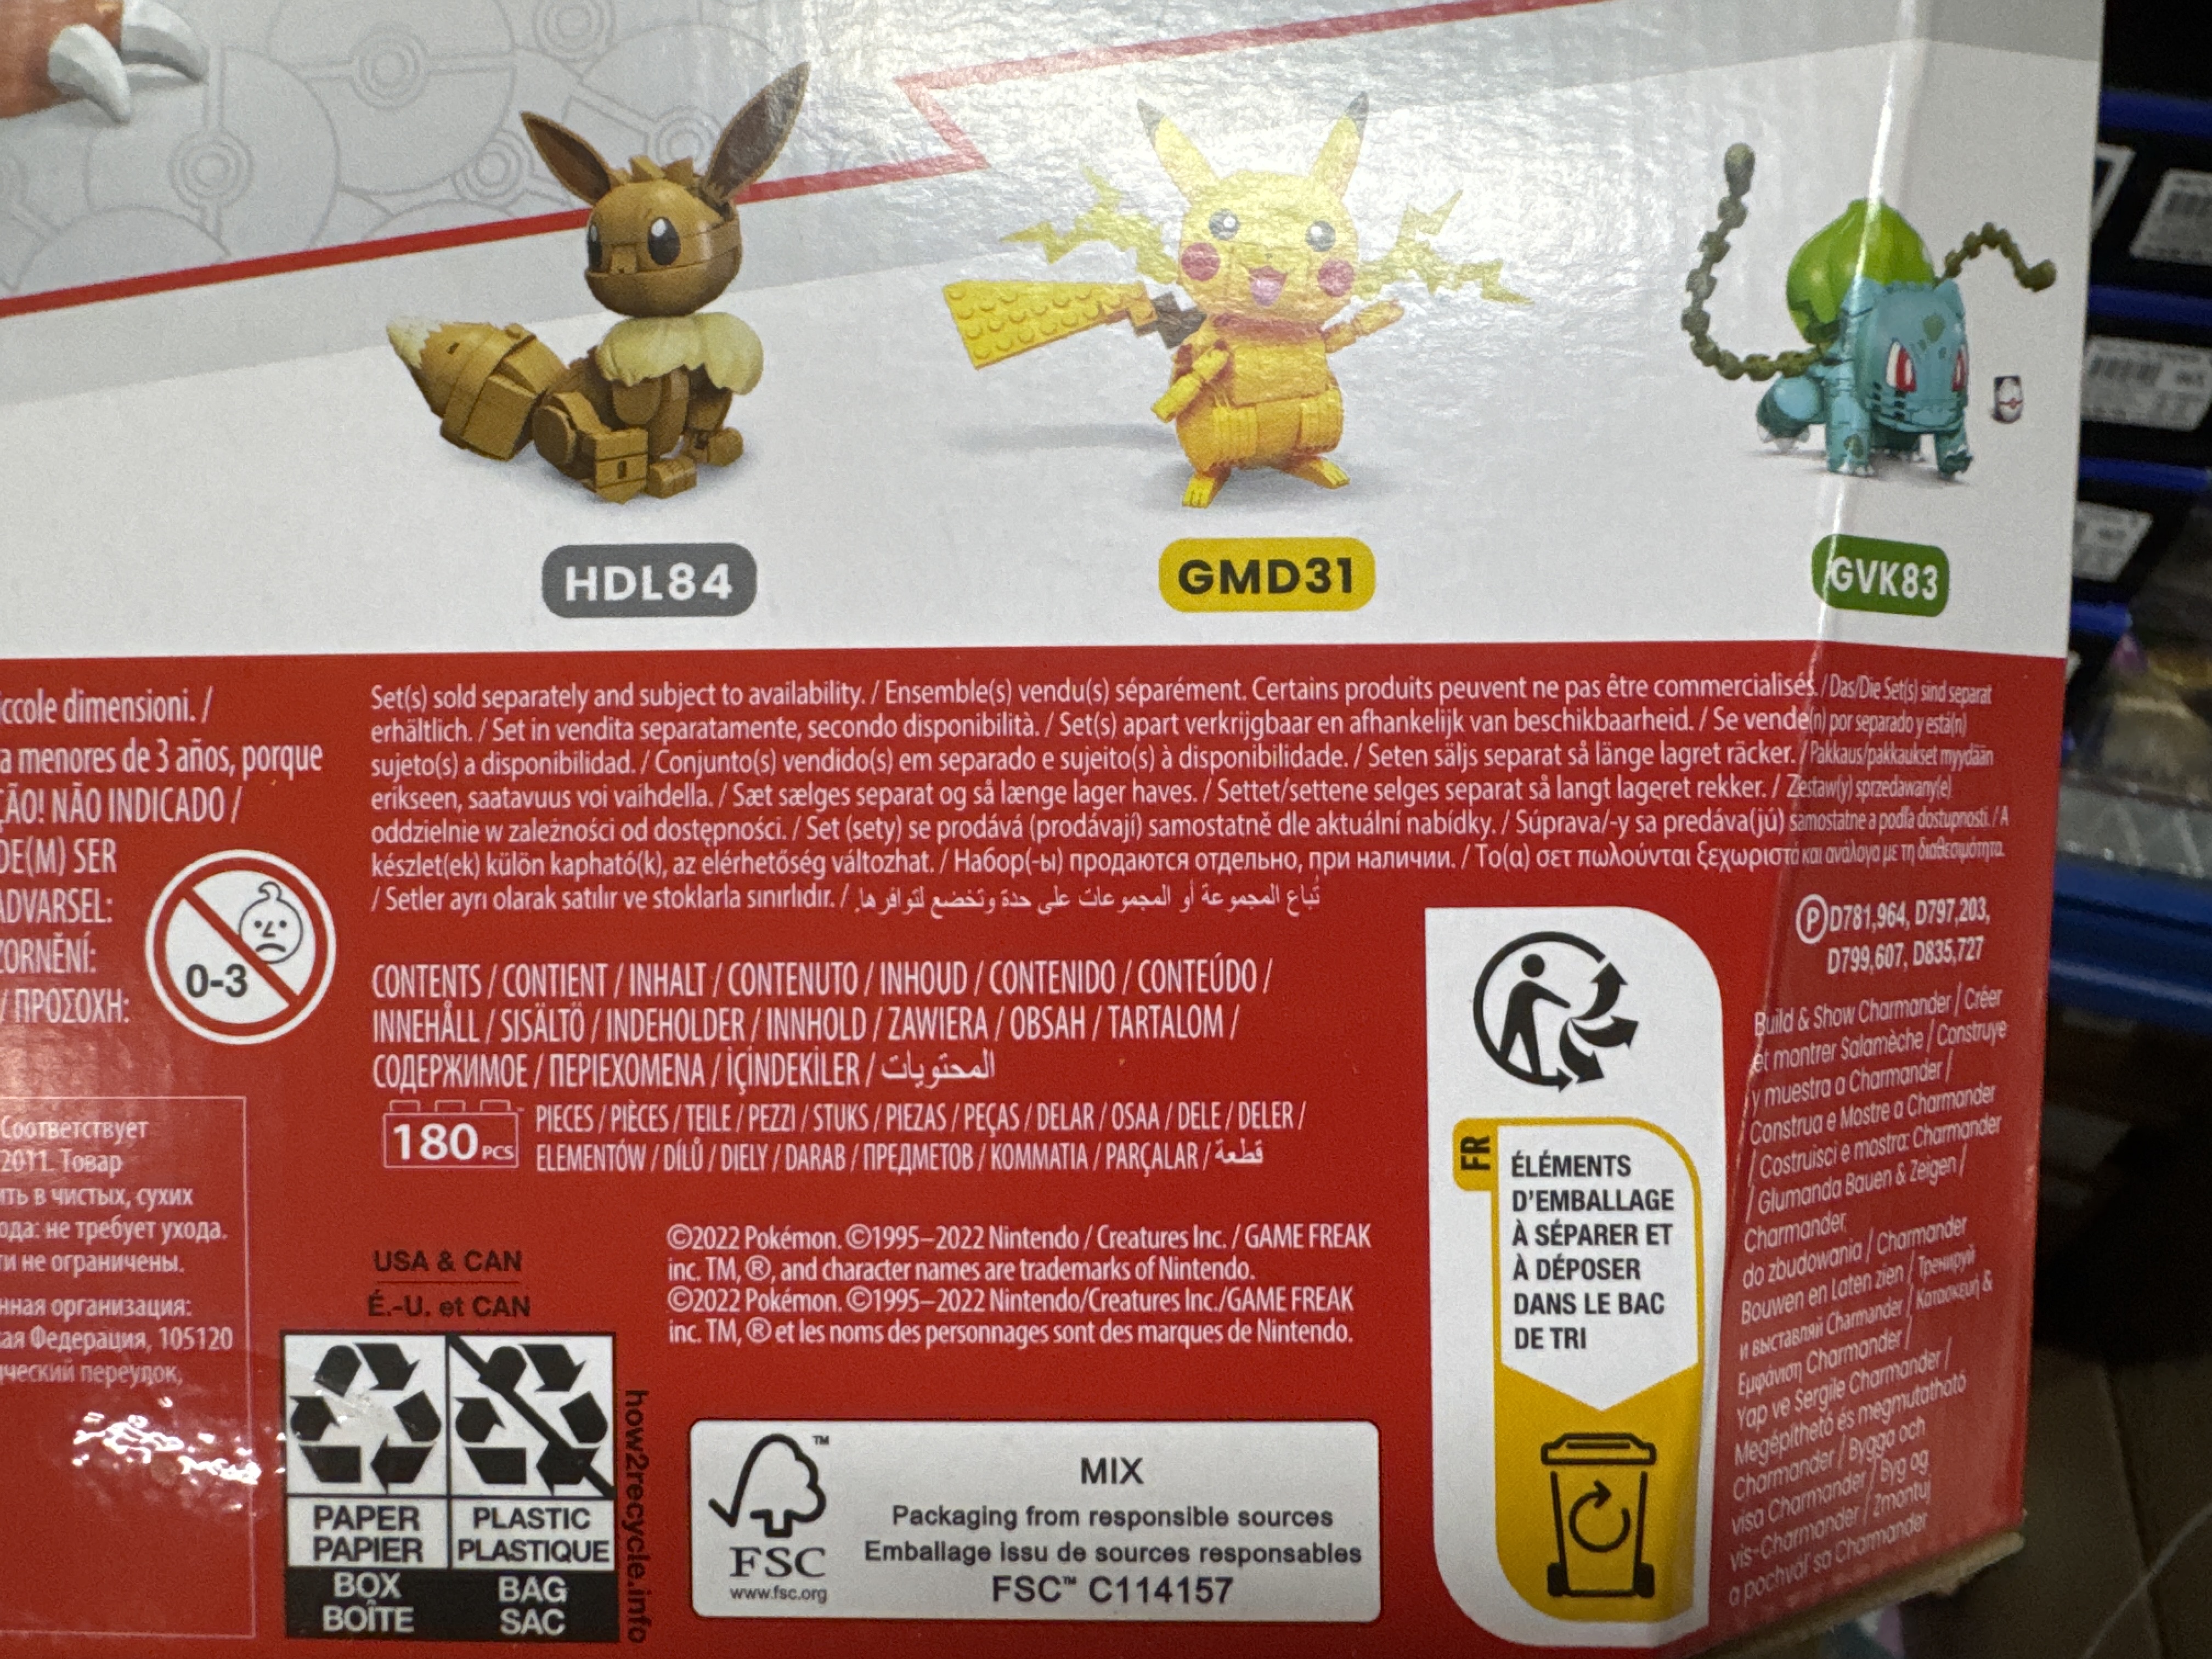 HDL84
GMD31
GVK83
ccole dimensioni. /
a menores de 3 años, porque
ÇÃO! NÃO INDICADO /
DE(M) SER
ADVARSEL:
ZORNĚNÍ:
/ ΠΡΟΣΟΧΗ:
0-3
Соответствует
2011. Товар
ить в чистых, сухих
ода: не требует ухода.
ти не ограничены.
нная организация:
кая Федерация, 105120
ческий переулок,
Set(s) sold separately and subject to availability. / Ensemble(s) vendu(s) séparément. Certains produits peuvent ne pas être commercialisés. / Das/Die Set(s) sind separat
erhältlich. / Set in vendita separatamente, secondo disponibilità. / Set(s) apart verkrijgbaar en afhankelijk van beschikbaarheid. / Se vende(n) por separado y está(n)
sujeto(s) a disponibilidad. / Conjunto(s) vendido(s) em separado e sujeito(s) à disponibilidade. / Seten säljs separat så länge lagret räcker. / Pakkaus/pakkaukset myydään
erikseen, saatavuus voi vaihdella. / Sæt sælges separat og så længe lager haves. / Settet/settene selges separat så langt lageret rekker. / Zestaw(y) sprzedawany(e)
oddzielnie w zależności od dostępności. / Set (sety) se prodává (prodávají) samostatně dle aktuální nabídky. / Súprava/-y sa predáva(jú) samostatne a podľa dostupnosti. / A
készlet(ek) külön kapható(k), az elérhetőség változhat. / Набор(-ы) продаются отдельно, при наличии. / Το(α) σετ πωλούνται ξεχωριστά και ανάλογα με τη διαθεσιμότητα.
/ Setler ayrı olarak satılır ve stoklarla sınırlıdır. / تُباع المجموعة أو المجموعات على حدة وتخضع لتوافرها.
CONTENTS / CONTIENT / INHALT / CONTENUTO / INHOUD / CONTENIDO / CONTEÚDO /
INNEHÅLL / SISÄLTÖ / INDEHOLDER / INNHOLD / ZAWIERA / OBSAH / TARTALOM /
СОДЕРЖИМОЕ / ΠΕΡΙΕΧΟΜΕΝΑ / İÇİNDEKİLER / المحتويات
180 PCS
PIECES / PIÈCES / TEILE / PEZZI / STUKS / PIEZAS / PEÇAS / DELAR / OSAA / DELE / DELER /
ELEMENTÓW / DÍLŮ / DIELY / DARAB / ПРЕДМЕТОВ / ΚΟΜΜΑΤΙΑ / PARÇALAR / قطعة
©2022 Pokémon. ©1995–2022 Nintendo / Creatures Inc. / GAME FREAK
inc. TM, ®, and character names are trademarks of Nintendo.
©2022 Pokémon. ©1995–2022 Nintendo/Creatures Inc./GAME FREAK
inc. TM, ® et les noms des personnages sont des marques de Nintendo.
USA & CAN
É.-U. et CAN
PAPER
PAPIER
BOX
BOÎTE
PLASTIC
PLASTIQUE
BAG
SAC
how2recycle.info
FSC
www.fsc.org
™
MIX
Packaging from responsible sources
Emballage issu de sources responsables
FSC™ C114157
FR
ÉLÉMENTS
D'EMBALLAGE
À SÉPARER ET
À DÉPOSER
DANS LE BAC
DE TRI
Ⓟ D781,964, D797,203,
D799,607, D835,727
Build & Show Charmander / Créer
et montrer Salamèche / Construye
y muestra a Charmander /
Construa e Mostre a Charmander
/ Costruisci e mostra: Charmander
/ Glumanda Bauen & Zeigen /
Charmander
do zbudowania / Charmander
Bouwen en Laten zien / Тренируй
и выставляй Charmander / Κατασκευή &
Εμφάνιση Charmander /
Yap ve Sergile Charmander /
Megépíthető és megmutatható
Charmander / Bygga och
visa Charmander / Byg og
vis-Charmander / Zmontuj
a pochváľ sa Charmander